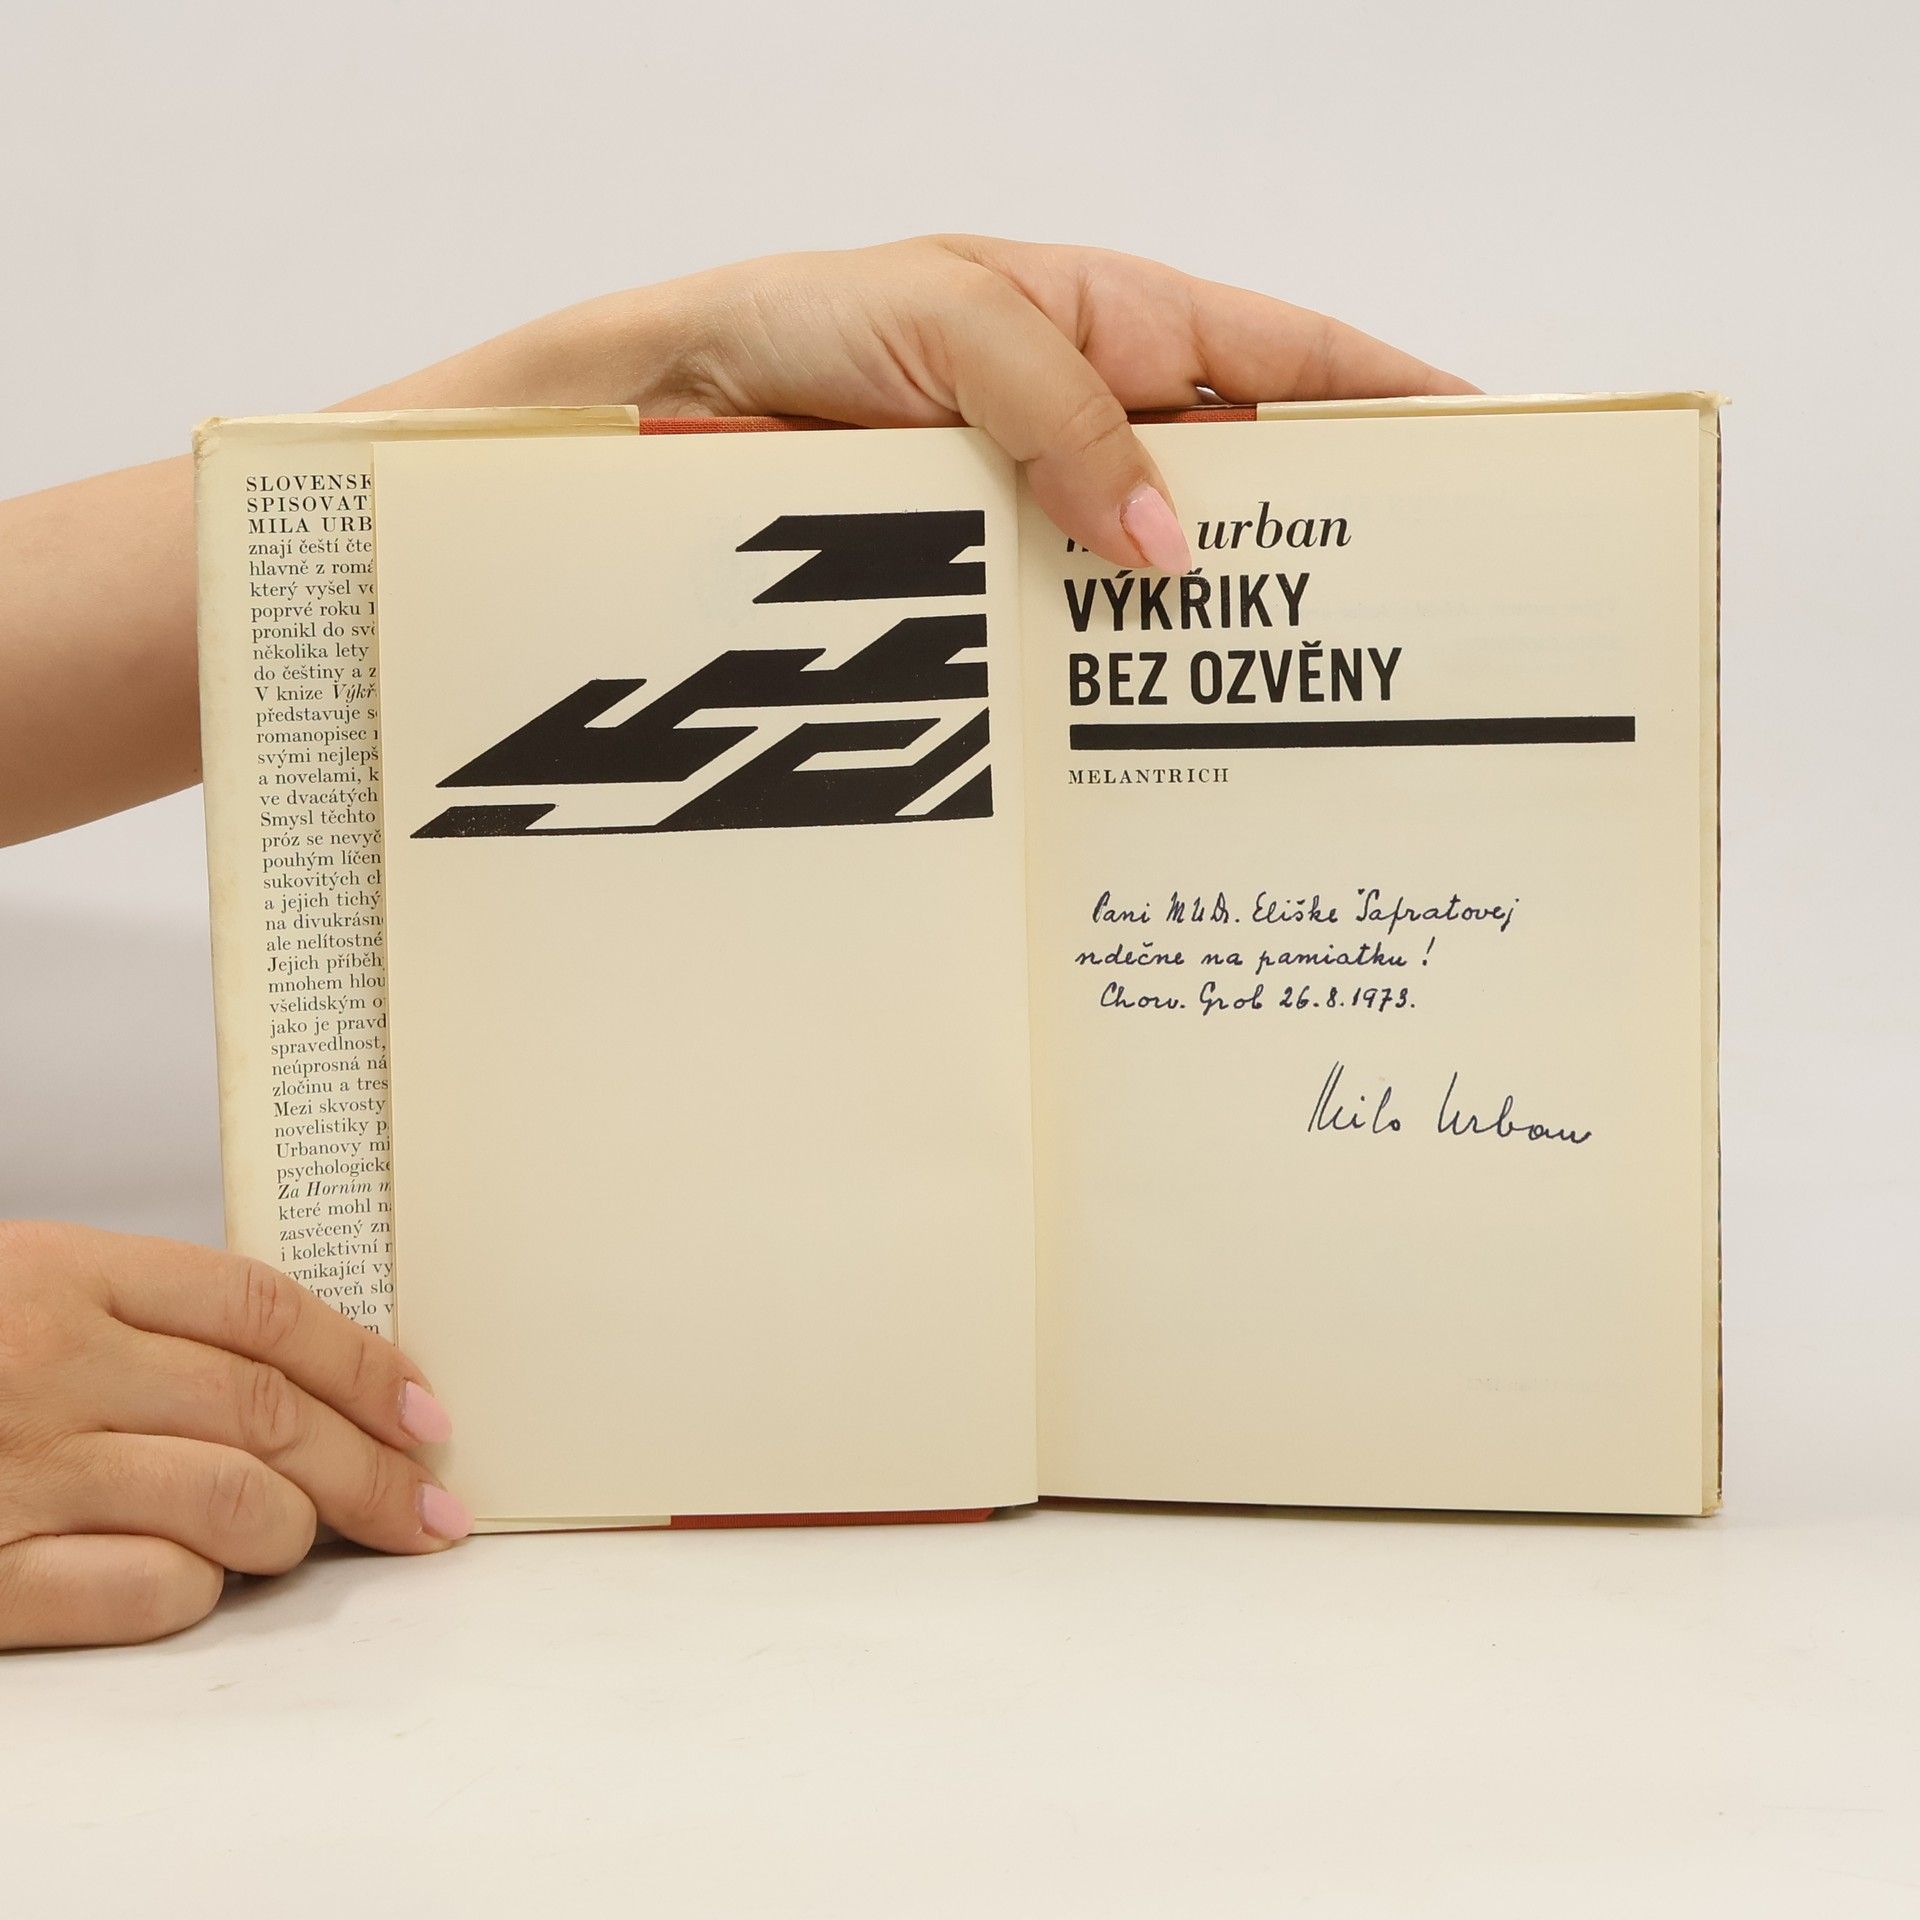 SLOVENSK
SPISOVAT
MILA URB
znají čeští čte
hlavně z romá
který vyšel ve
poprvé roku 1
pronikl do svě
několika lety
do češtiny a z
V knize Výkř
představuje s
romanopisec
svými nejlepš
a novelami, k
ve dvacátých
Smysl těchto
próz se nevyč
pouhým líčen
sukovitých ch
a jejich tichý
na divukrásn
ale nelítostné
Jejich příběh
mnohem hlou
všelidským o
jako je pravd
spravedlnost,
neúprosná ná
zločinu a tres
Mezi skvosty
novelistiky p
Urbanovy mi
psychologick
Za Horním m
které mohl n
zasvěcený zn
i kolektivní
vynikající vy
ároveň slo
bylo v
urban
VÝKŘIKY
BEZ OZVĚNY
MELANTRICH
Pani MUDr. Eliške Šafratovej
srdečne na pamiatku!
Chorv. Grob 26.8.1973.
Milo Urban